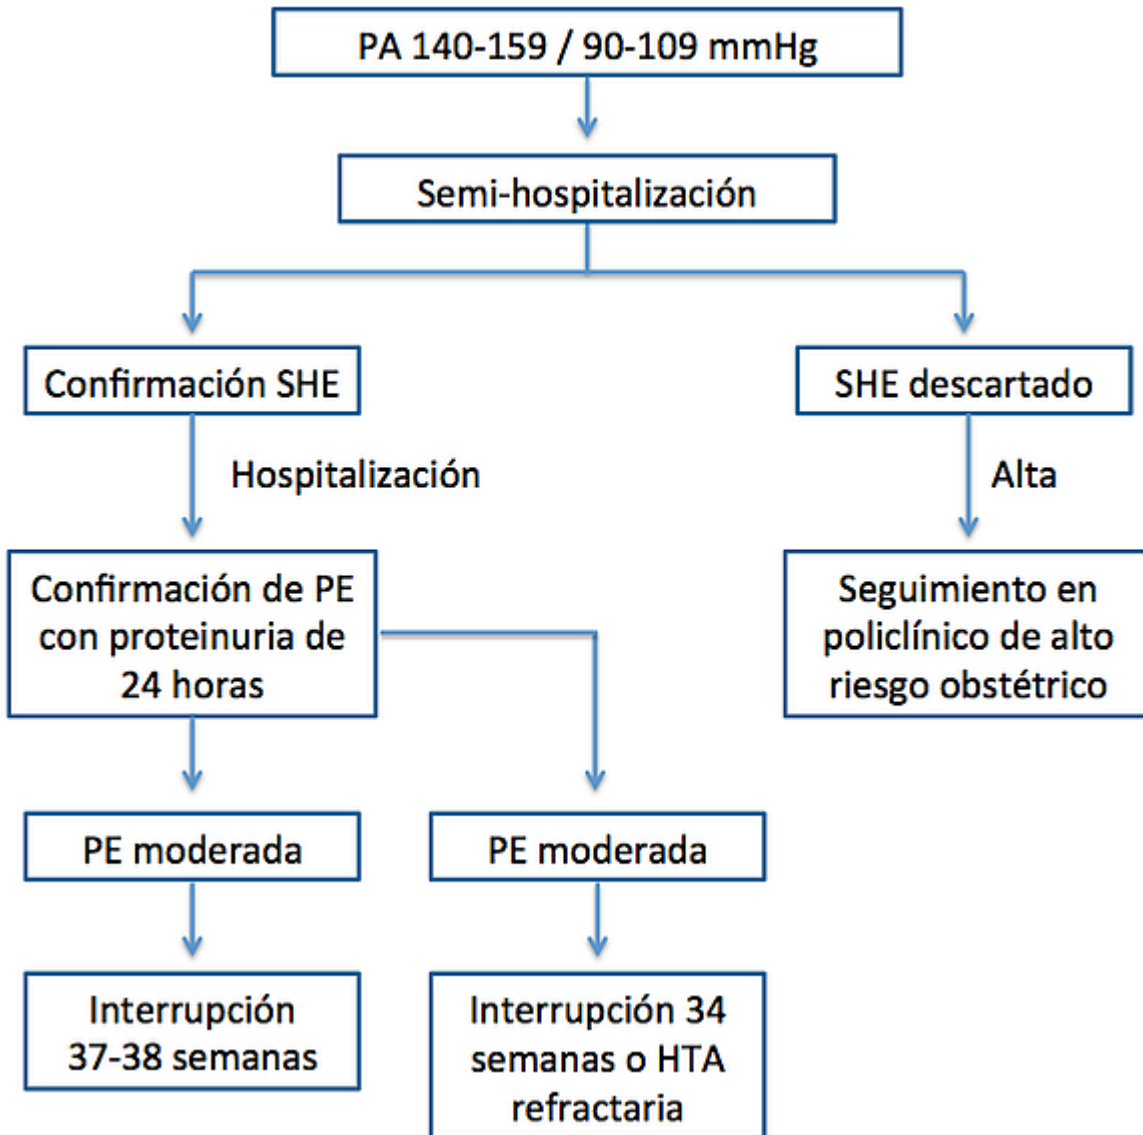 PA 140-159 / 90-109 mmHg
Semi-hospitalización
Confirmación SHE
SHE descartado
Hospitalización
Alta
Confirmación de PE
con proteinuria de
24 horas
Seguimiento en
policlínico de alto
riesgo obstétrico
PE moderada
PE moderada
Interrupción
37-38 semanas
Interrupción 34
semanas o HTA
refractaria